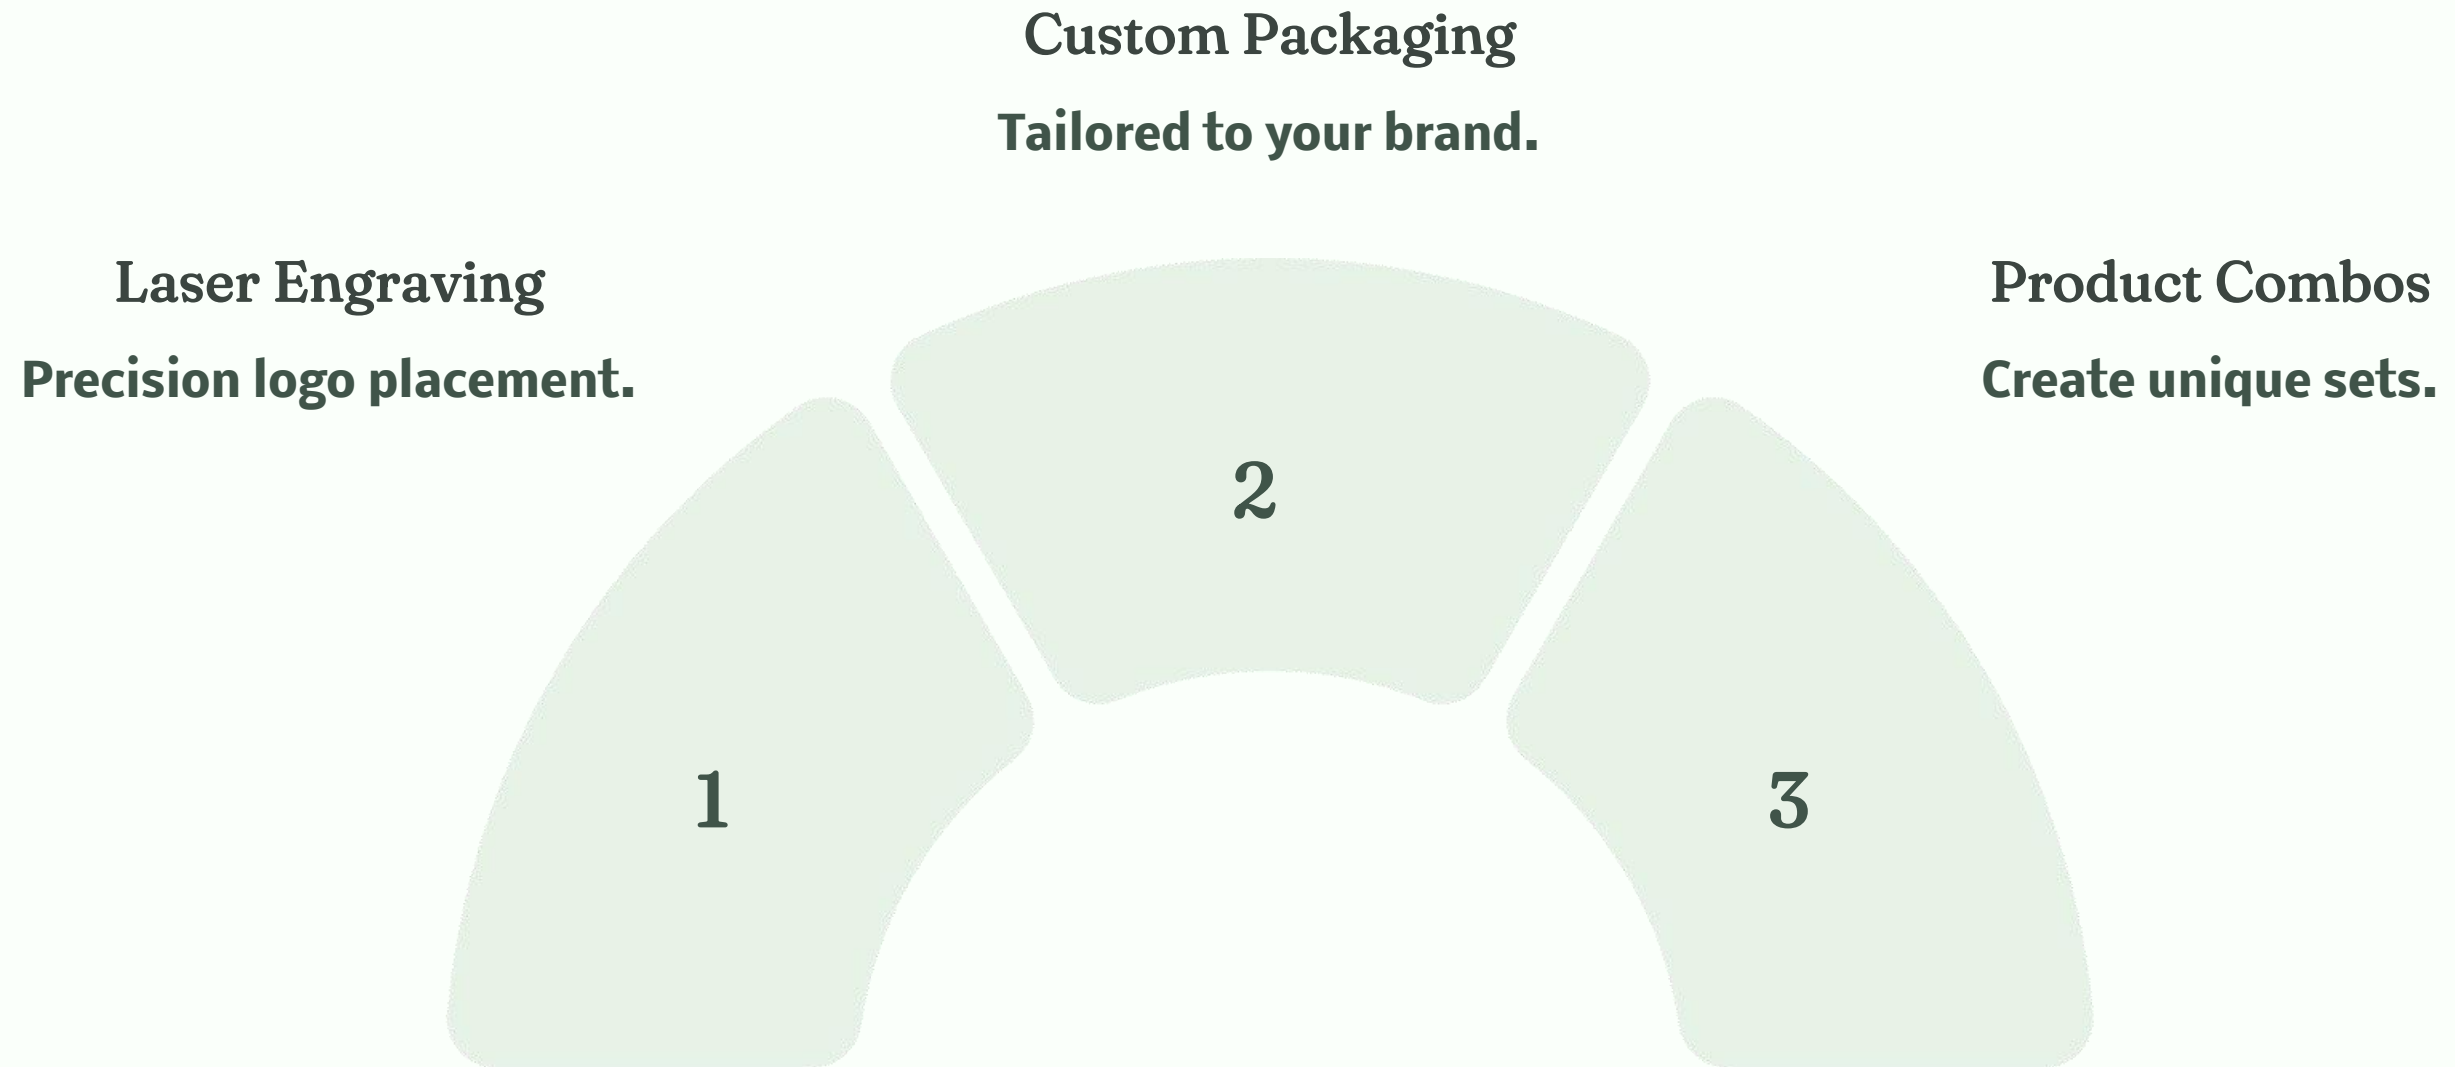 Custom Packaging
Tailored to your brand.
Laser Engraving
Precision logo placement.
Product Combos
Create unique sets.
2
1
3